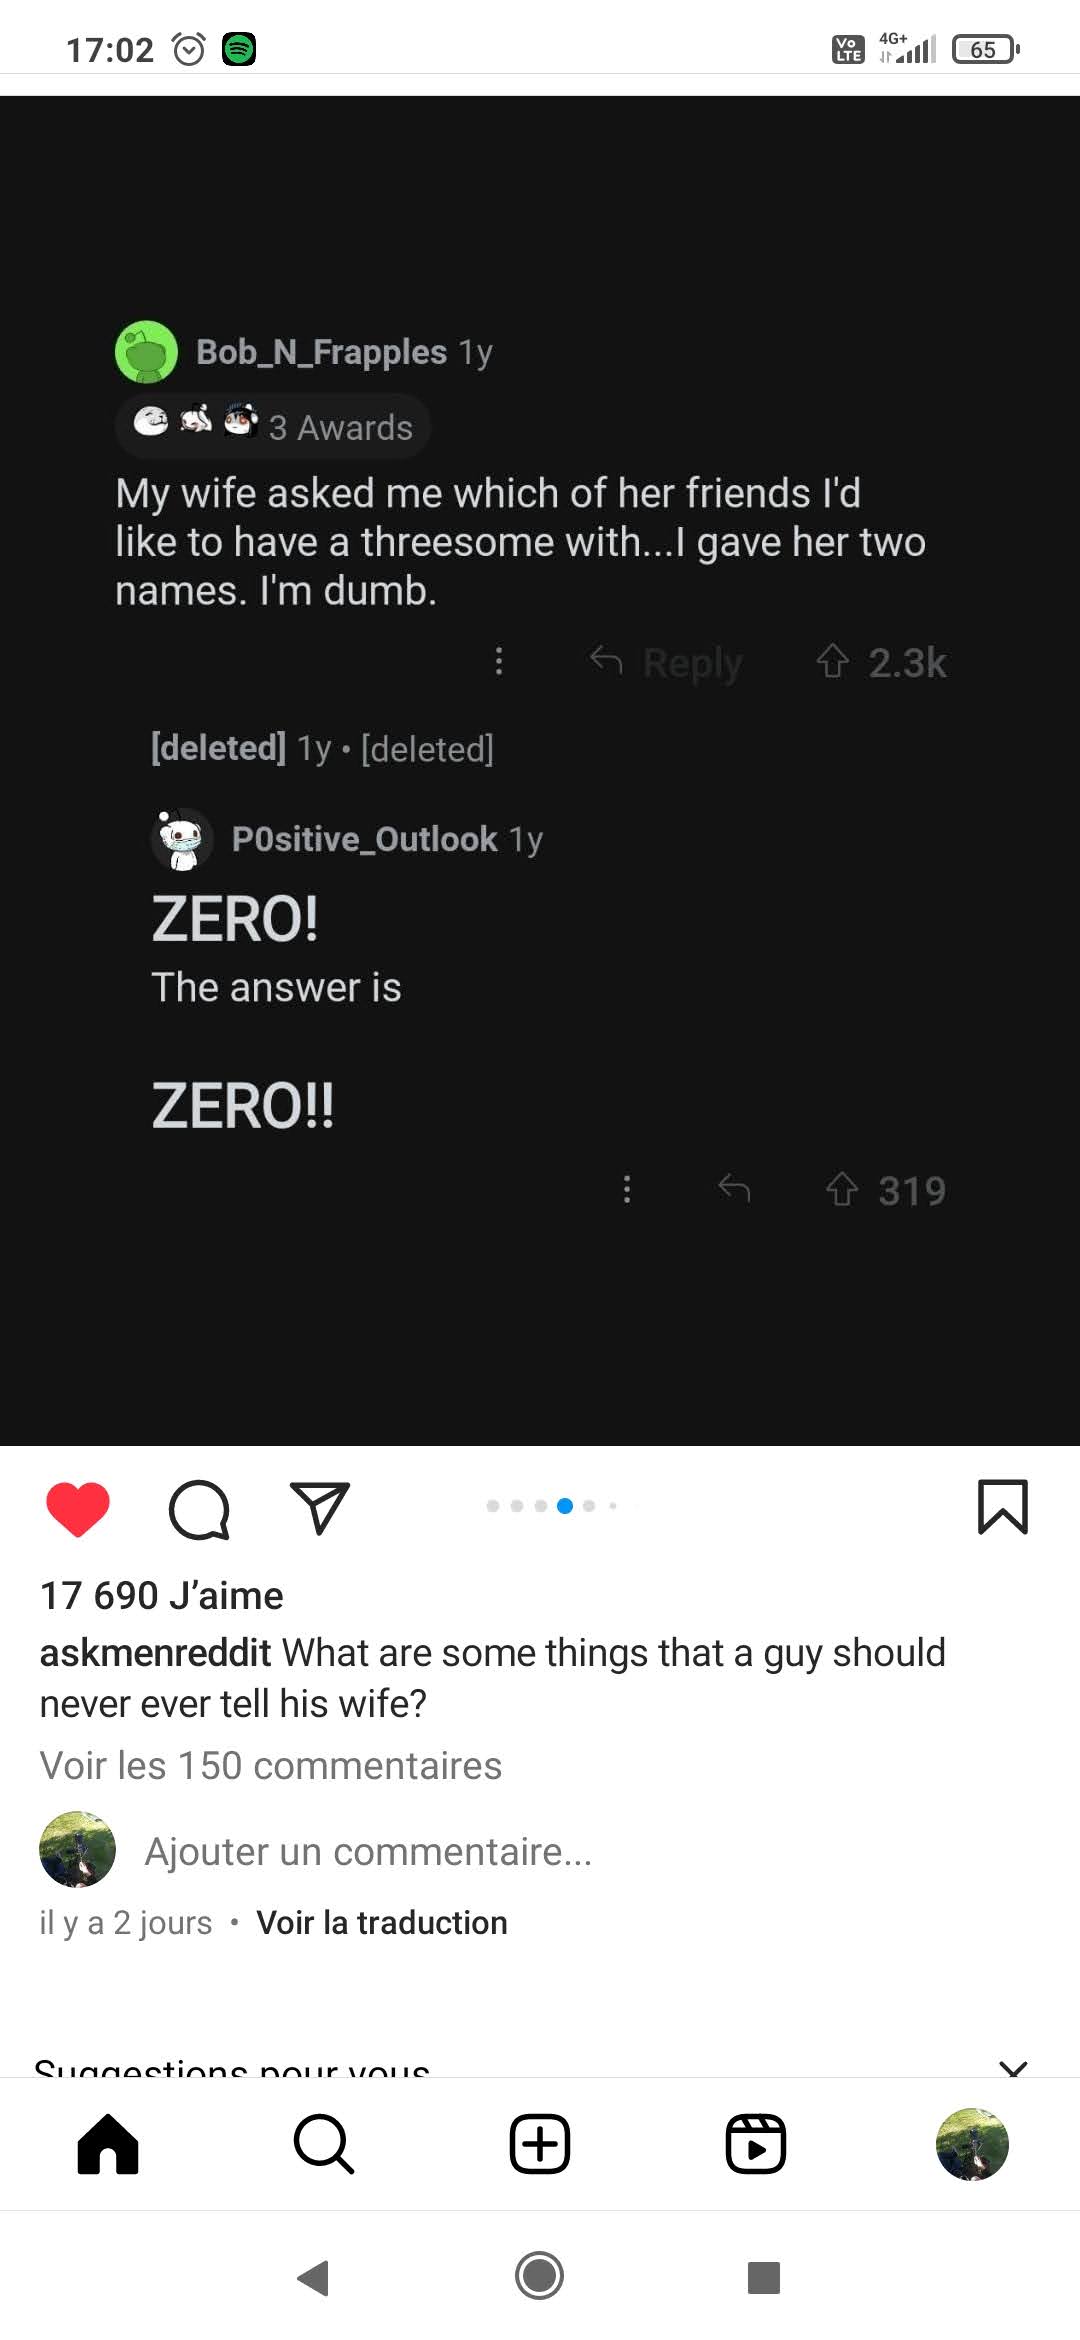 17:02
Vo LTE 4G+ 65
Bob_N_Frapples 1y
3 Awards
My wife asked me which of her friends I'd
like to have a threesome with...I gave her two
names. I'm dumb.
Reply 2.3k
[deleted] 1y • [deleted]
P0sitive_Outlook 1y
ZERO!
The answer is
ZERO!!
319
17 690 J’aime
askmenreddit What are some things that a guy should
never ever tell his wife?
Voir les 150 commentaires
Ajouter un commentaire...
il y a 2 jours • Voir la traduction
Suggestions pour vous